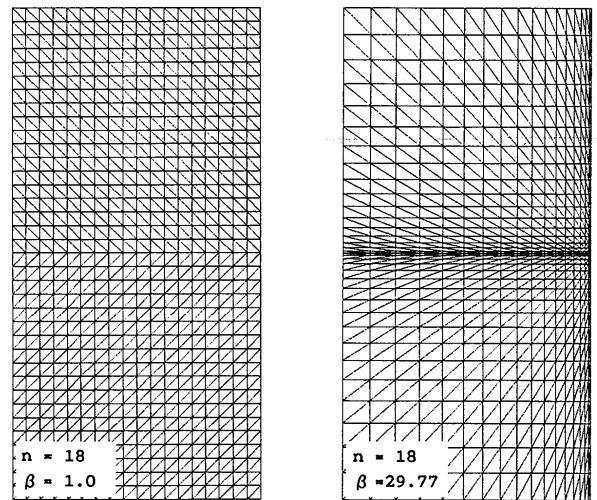 n = 18
β = 1.0
n = 18
β =29.77